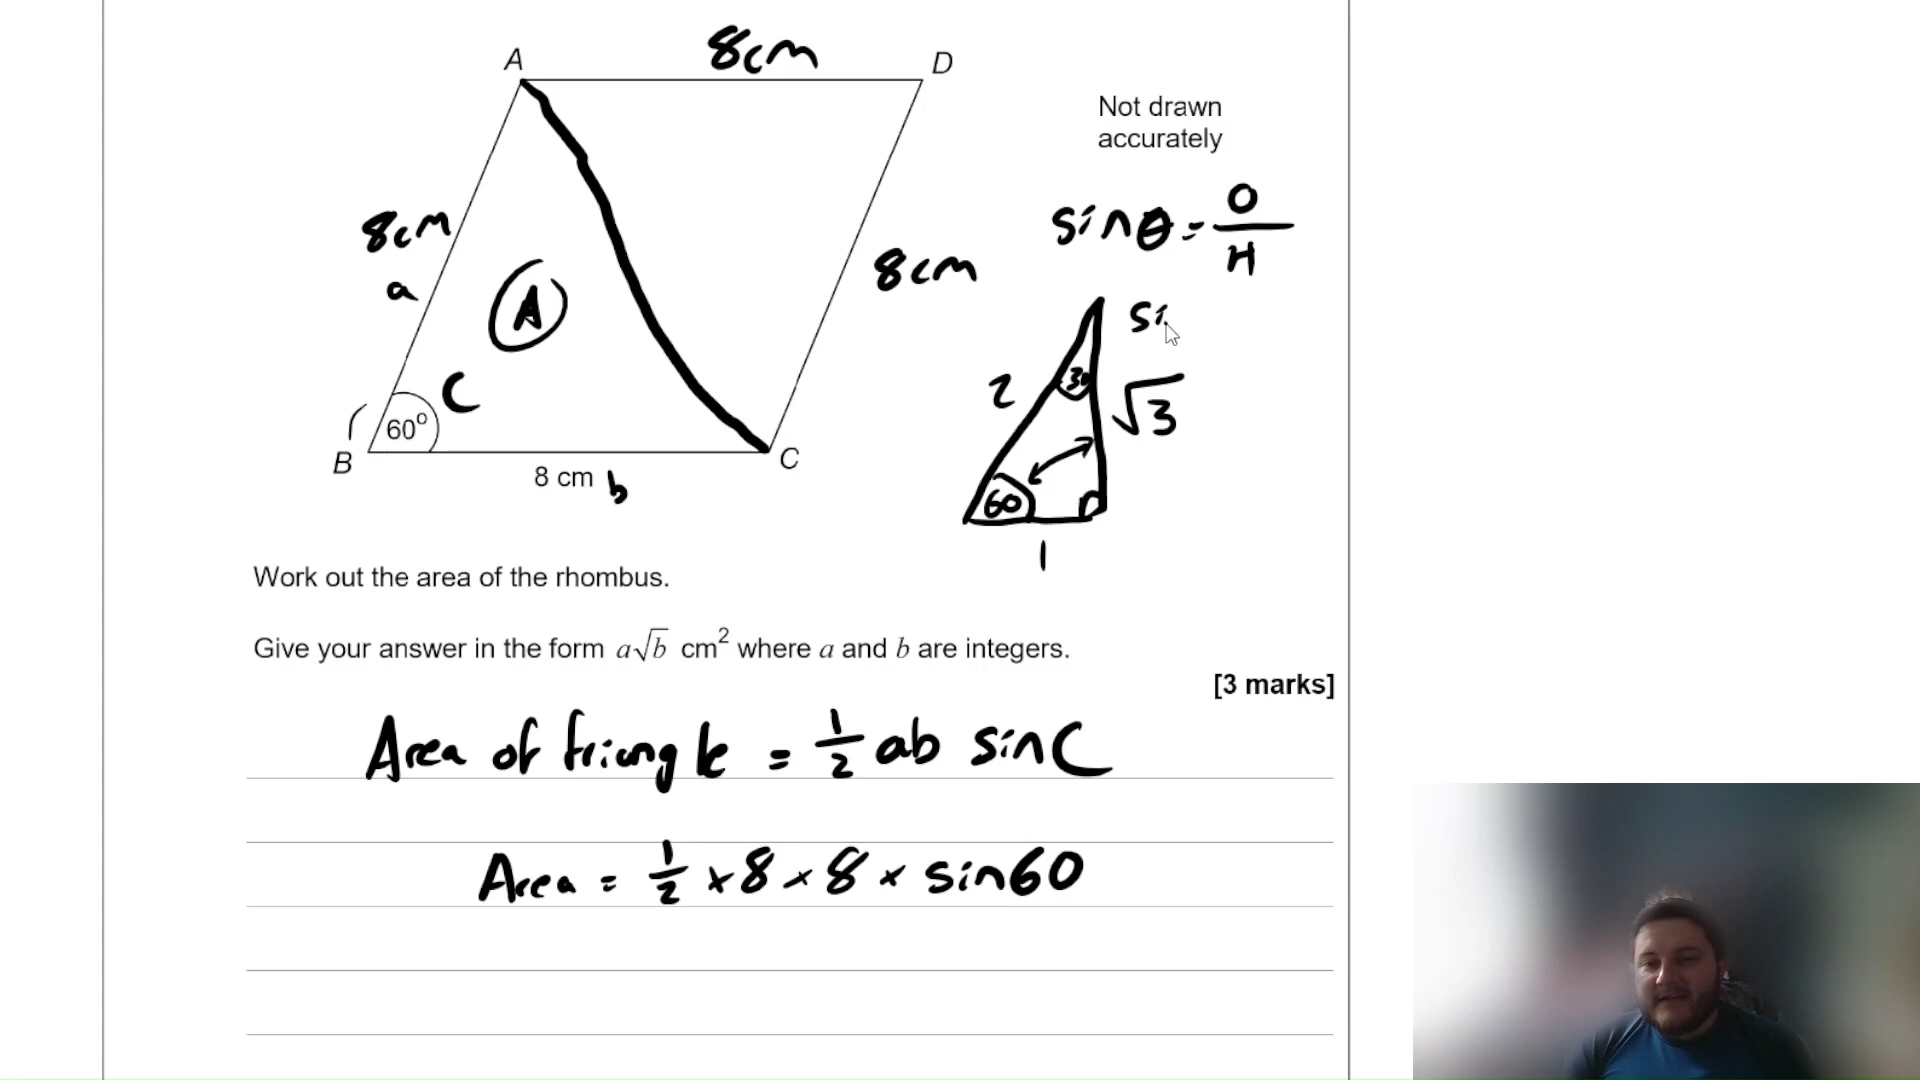 A
8cm
D
Not drawn
accurately
sinθ = O/H
8cm
a
A
8cm
si
2
30
√3
C
60°
B
8 cm b
C
60
1
Work out the area of the rhombus.
Give your answer in the form a√b cm² where a and b are integers.
[3 marks]
Area of triangle = 1/2 ab sinC
Area = 1/2 × 8 × 8 × sin60